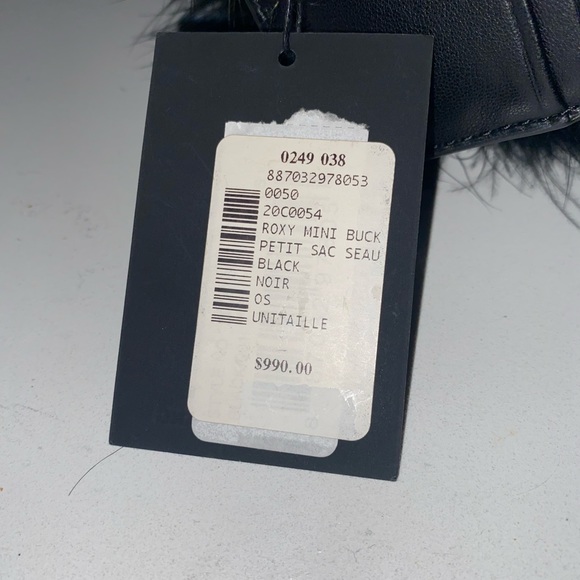 0249 038
887032978053
0050
20C0054
ROXY MINI BUCK
PETIT SAC SEAU
BLACK
NOIR
OS
UNITAILLE
$990.00